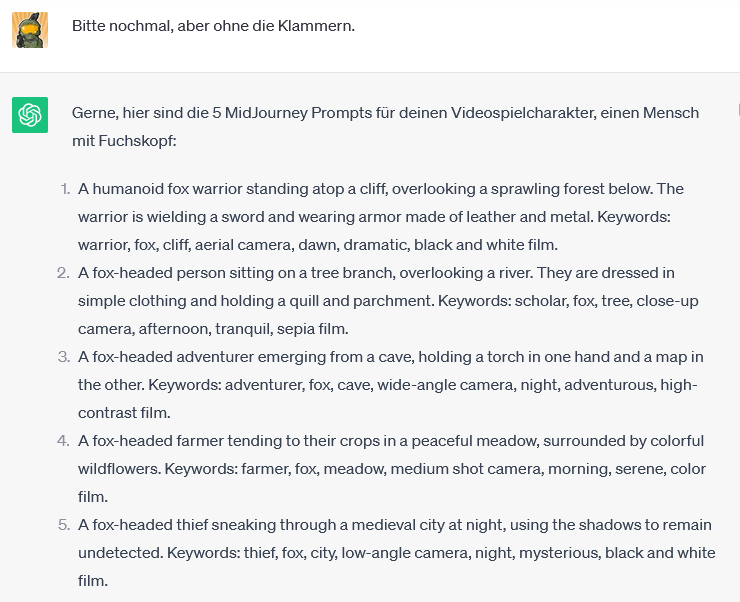 Bitte nochmal, aber ohne die Klammern.
Gerne, hier sind die 5 MidJourney Prompts für deinen Videospielcharakter, einen Mensch
mit Fuchskopf:
1. A humanoid fox warrior standing atop a cliff, overlooking a sprawling forest below. The
warrior is wielding a sword and wearing armor made of leather and metal. Keywords:
warrior, fox, cliff, aerial camera, dawn, dramatic, black and white film.
2. A fox-headed person sitting on a tree branch, overlooking a river. They are dressed in
simple clothing and holding a quill and parchment. Keywords: scholar, fox, tree, close-up
camera, afternoon, tranquil, sepia film.
3. A fox-headed adventurer emerging from a cave, holding a torch in one hand and a map in
the other. Keywords: adventurer, fox, cave, wide-angle camera, night, adventurous, high-
contrast film.
4. A fox-headed farmer tending to their crops in a peaceful meadow, surrounded by colorful
wildflowers. Keywords: farmer, fox, meadow, medium shot camera, morning, serene, color
film.
5. A fox-headed thief sneaking through a medieval city at night, using the shadows to remain
undetected. Keywords: thief, fox, city, low-angle camera, night, mysterious, black and white
film.